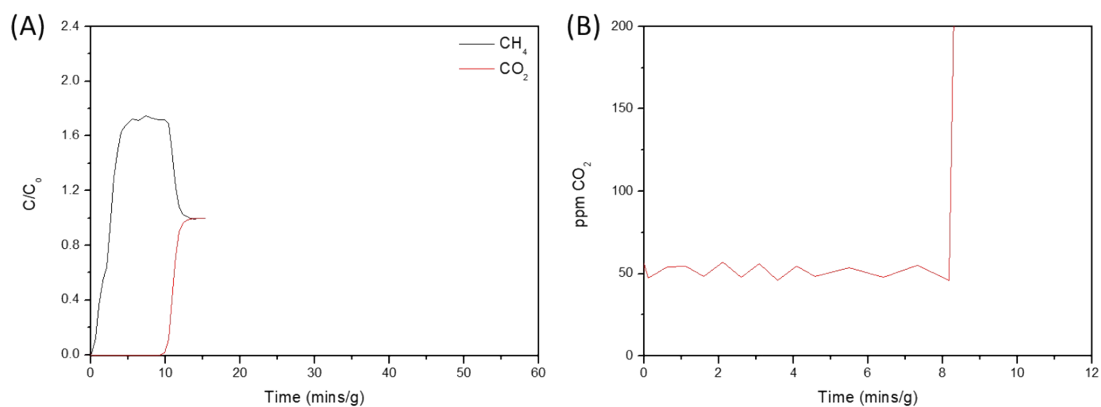 (A)
2.4
2.0
1.6
1.2
0.8
0.4
0.0
C/C₀
CH₄
CO₂
0 10 20 30 40 50 60
Time (mins/g)
(B)
200
150
100
50
0
ppm CO₂
0 2 4 6 8 10 12
Time (mins/g)